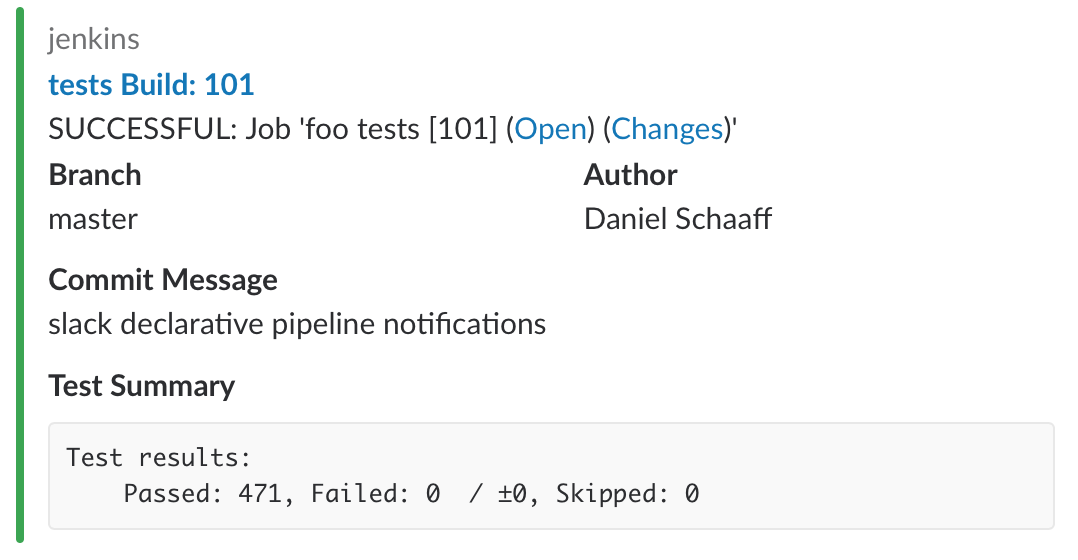 jenkins
tests Build: 101
SUCCESSFUL: Job 'foo tests [101] (Open) (Changes)'
Branch Author
master Daniel Schaaff
Commit Message
slack declarative pipeline notifications
Test Summary
Test results:
    Passed: 471, Failed: 0  / ±0, Skipped: 0